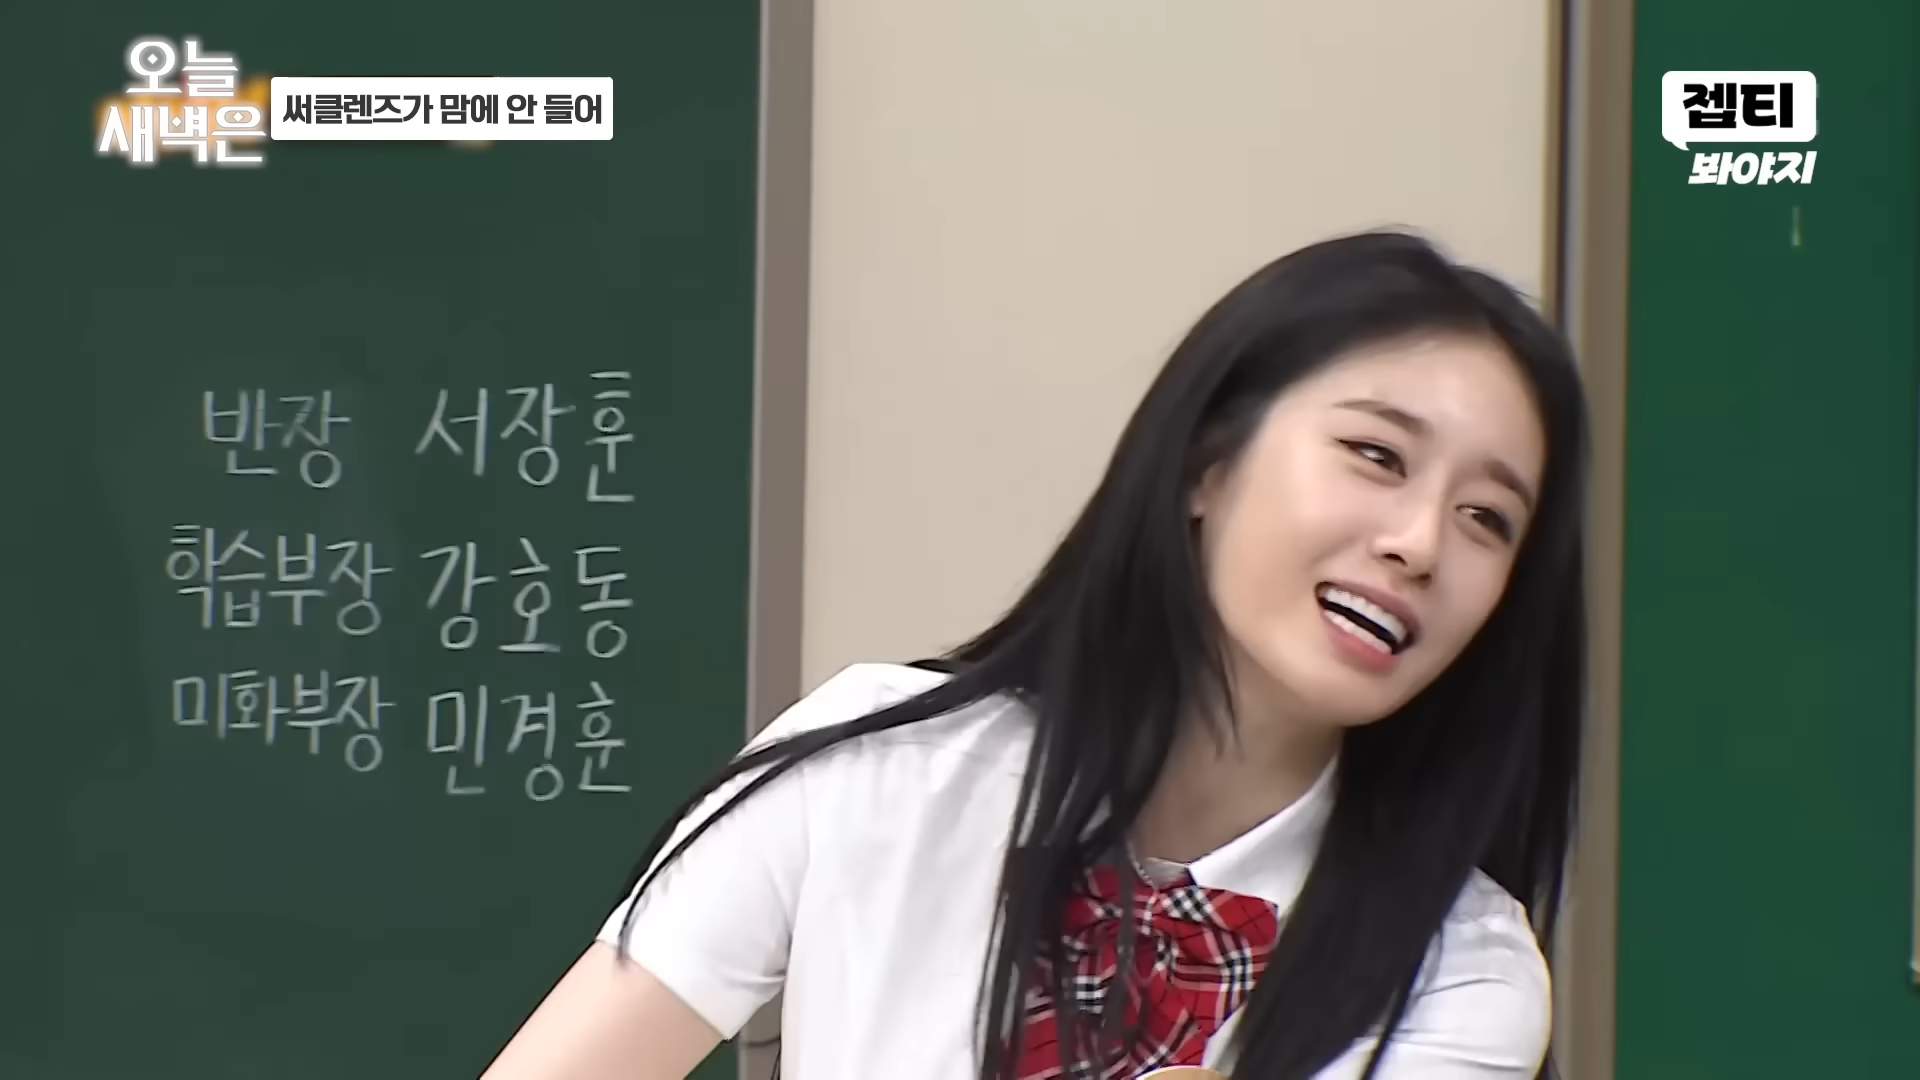 오늘
새벽은
써클렌즈가 맘에 안 들어
젭티
봐야지
반장 서장훈
학습부장 강호동
미화부장 민경훈